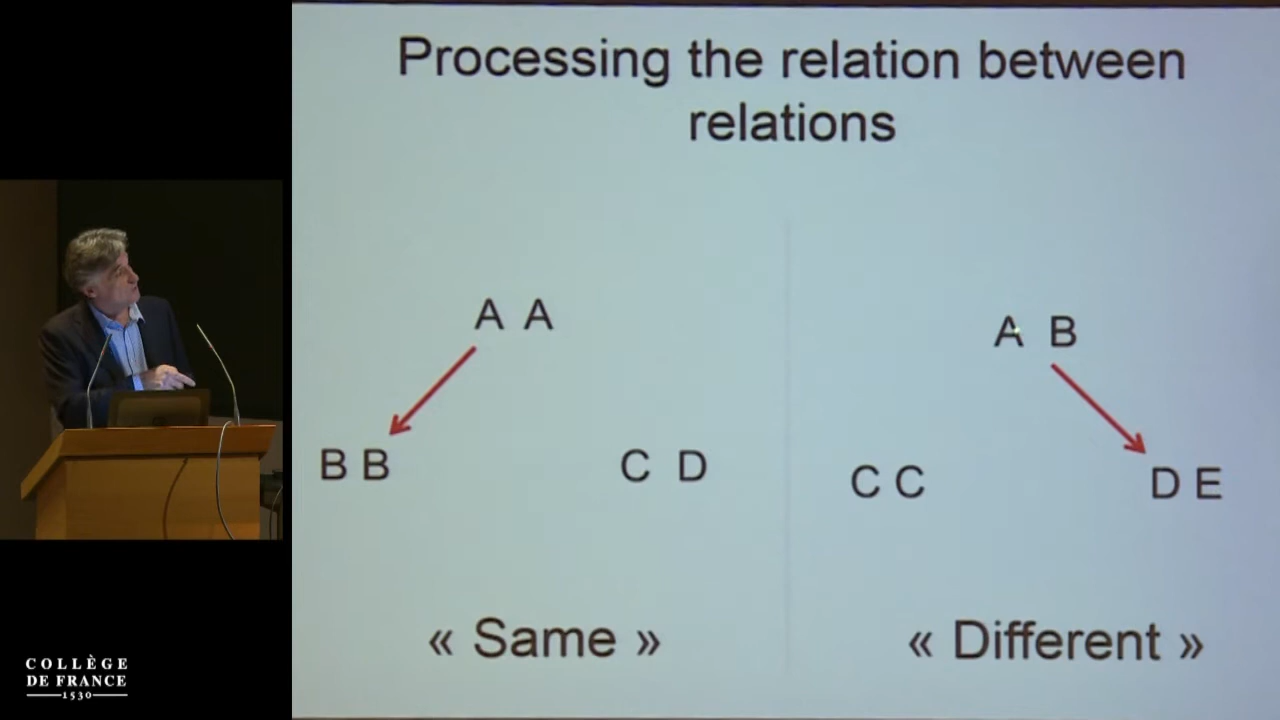 Processing the relation between
relations
A A
B B
C D
« Same »
A B
C C
D E
« Different »
COLLÈGE
DE FRANCE
1530